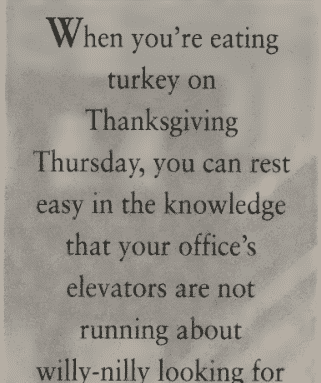 When you're eating
turkey on
Thanksgiving
Thursday, you can rest
easy in the knowledge
that your office's
elevators are not
running about
willy-nilly looking for